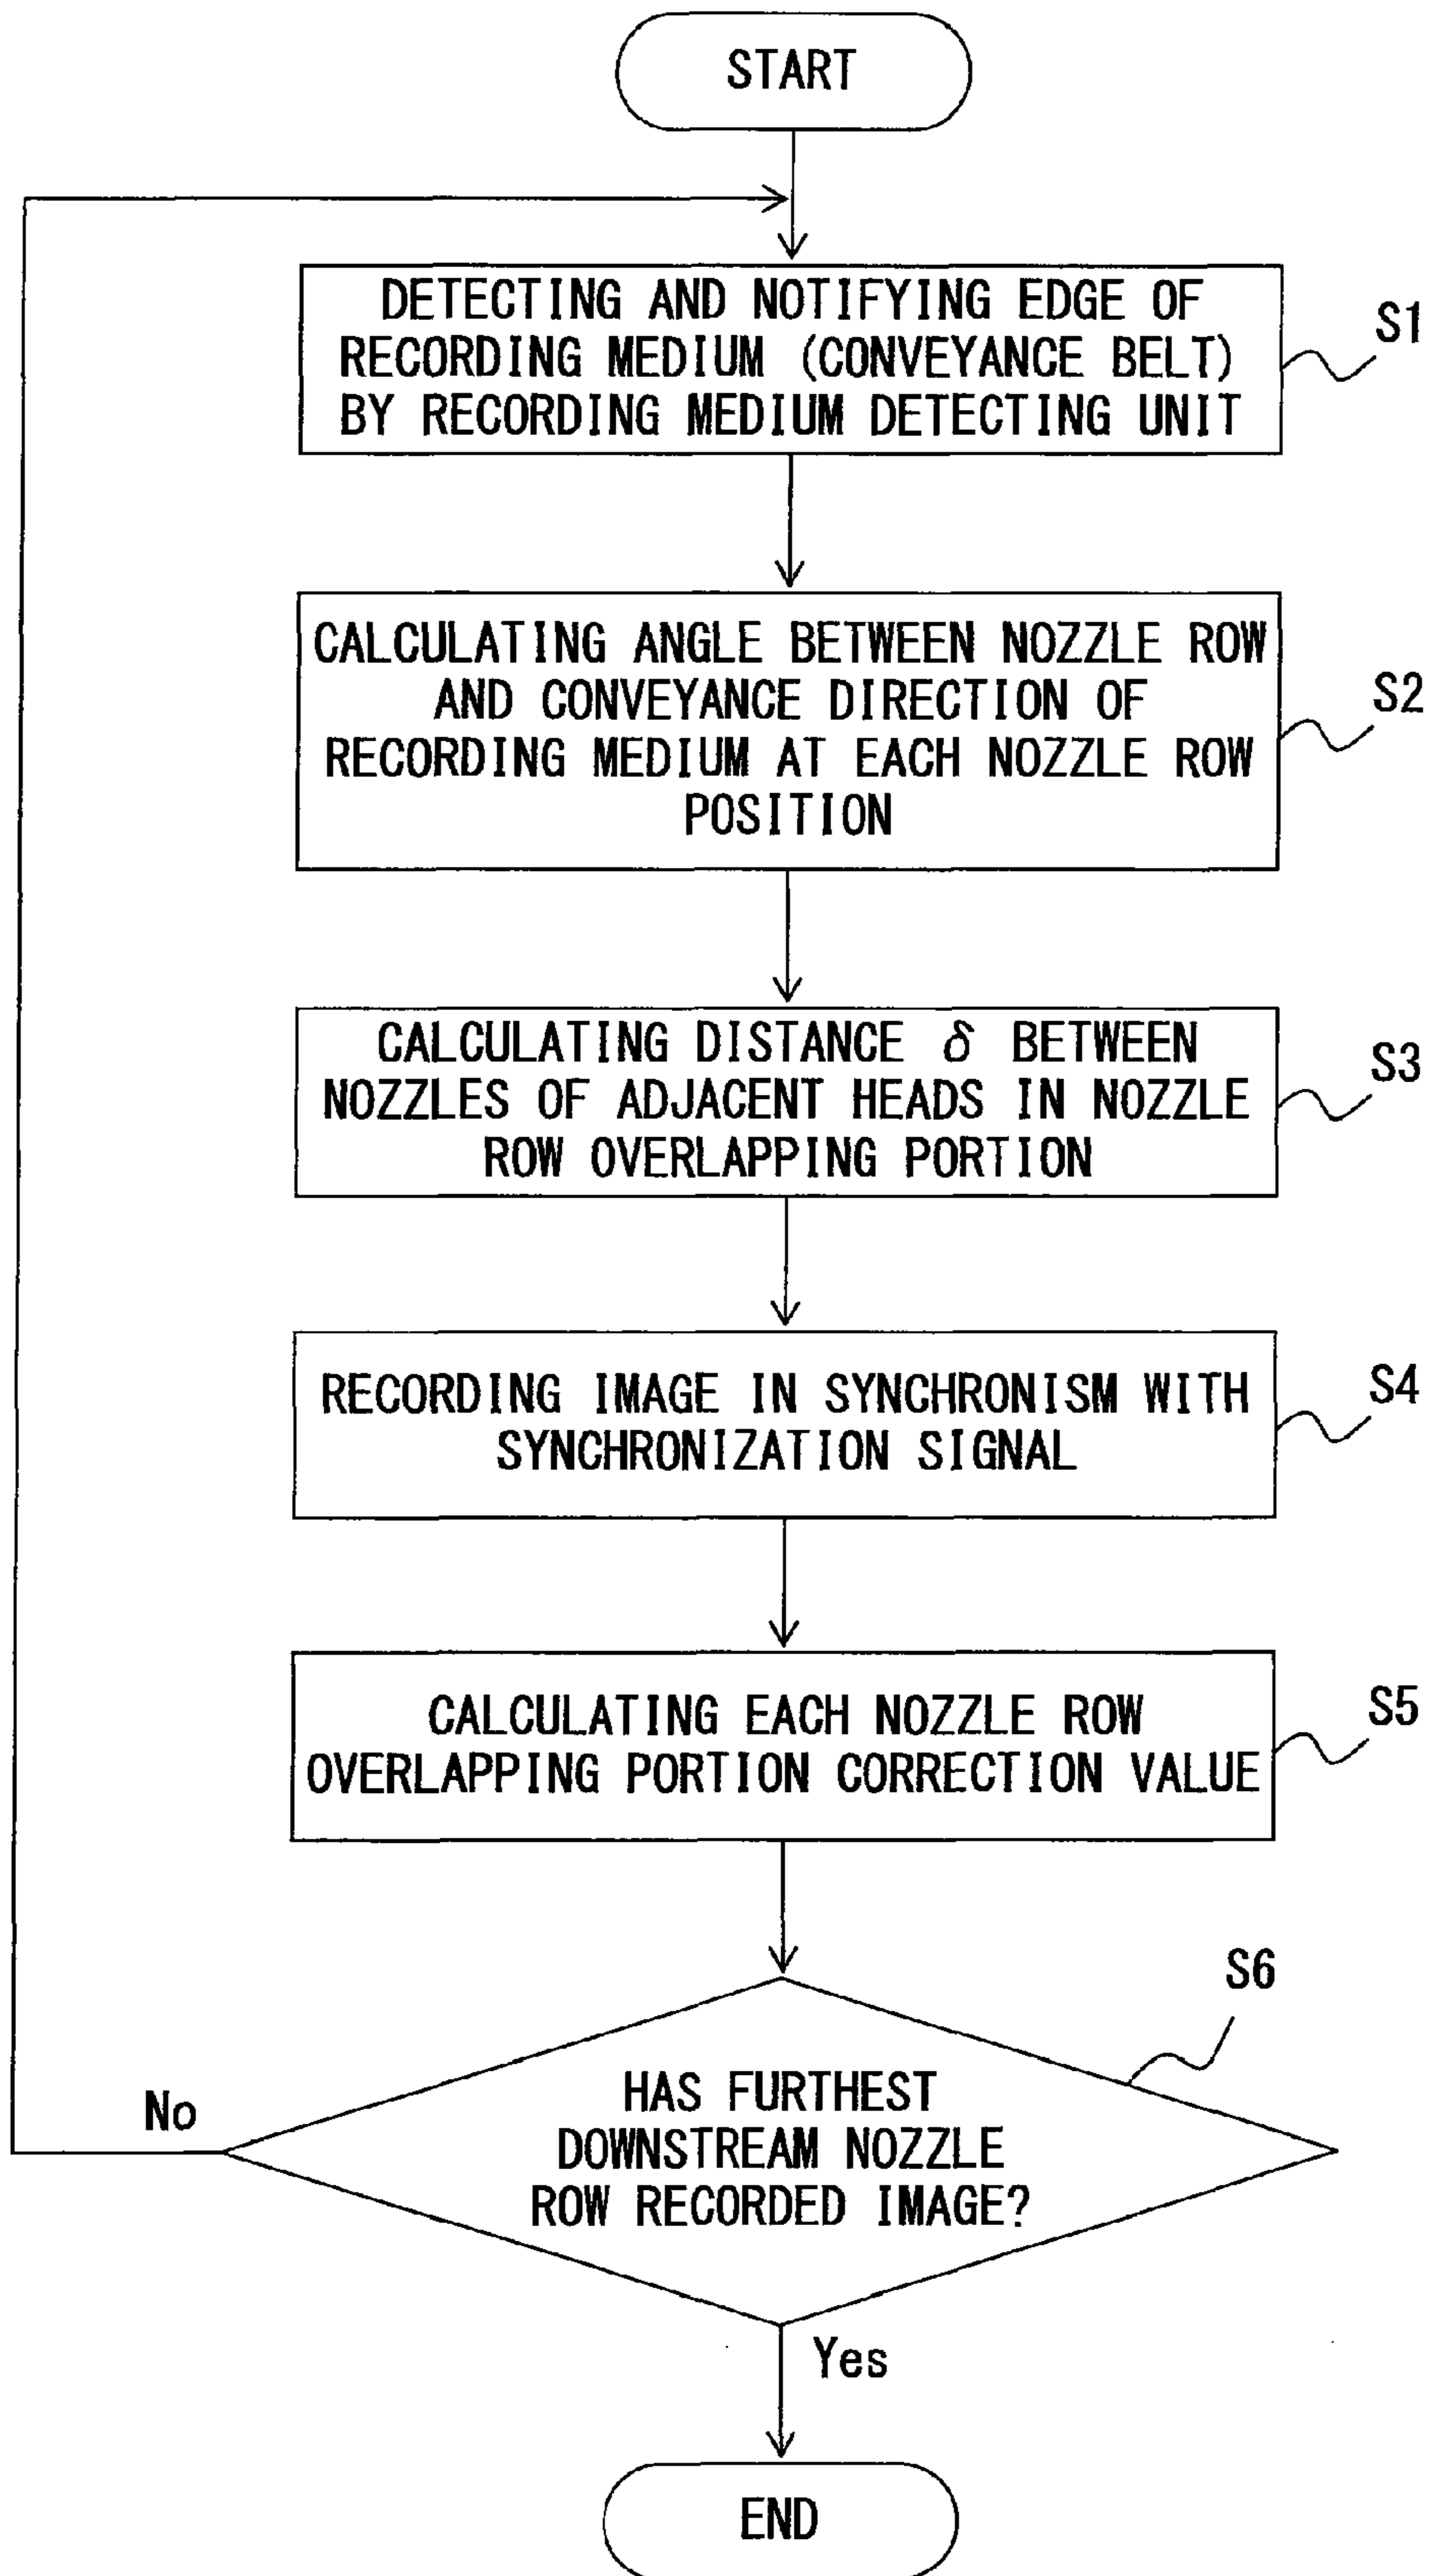 START
DETECTING AND NOTIFYING EDGE OF
RECORDING MEDIUM (CONVEYANCE BELT)
BY RECORDING MEDIUM DETECTING UNIT
S1
CALCULATING ANGLE BETWEEN NOZZLE ROW
AND CONVEYANCE DIRECTION OF
RECORDING MEDIUM AT EACH NOZZLE ROW
POSITION
S2
CALCULATING DISTANCE δ BETWEEN
NOZZLES OF ADJACENT HEADS IN NOZZLE
ROW OVERLAPPING PORTION
S3
RECORDING IMAGE IN SYNCHRONISM WITH
SYNCHRONIZATION SIGNAL
S4
CALCULATING EACH NOZZLE ROW
OVERLAPPING PORTION CORRECTION VALUE
S5
S6
HAS FURTHEST
DOWNSTREAM NOZZLE
ROW RECORDED IMAGE?
No
Yes
END